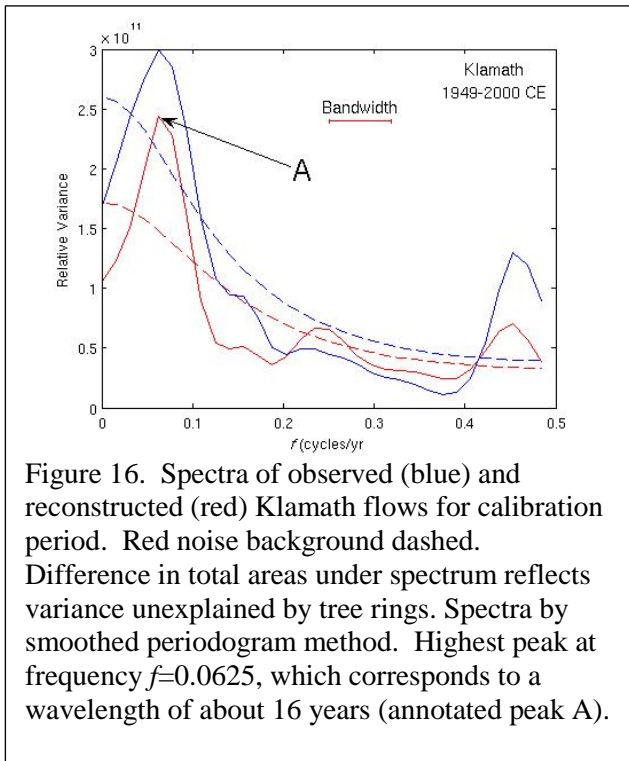 x 10^11
3
2.5
2
1.5
1
0.5
0
Relative Variance
Klamath
1949-2000 CE
Bandwidth
A
0 0.1 0.2 0.3 0.4 0.5
f (cycles/yr
Figure 16. Spectra of observed (blue) and
reconstructed (red) Klamath flows for calibration
period. Red noise background dashed.
Difference in total areas under spectrum reflects
variance unexplained by tree rings. Spectra by
smoothed periodogram method. Highest peak at
frequency f=0.0625, which corresponds to a
wavelength of about 16 years (annotated peak A).